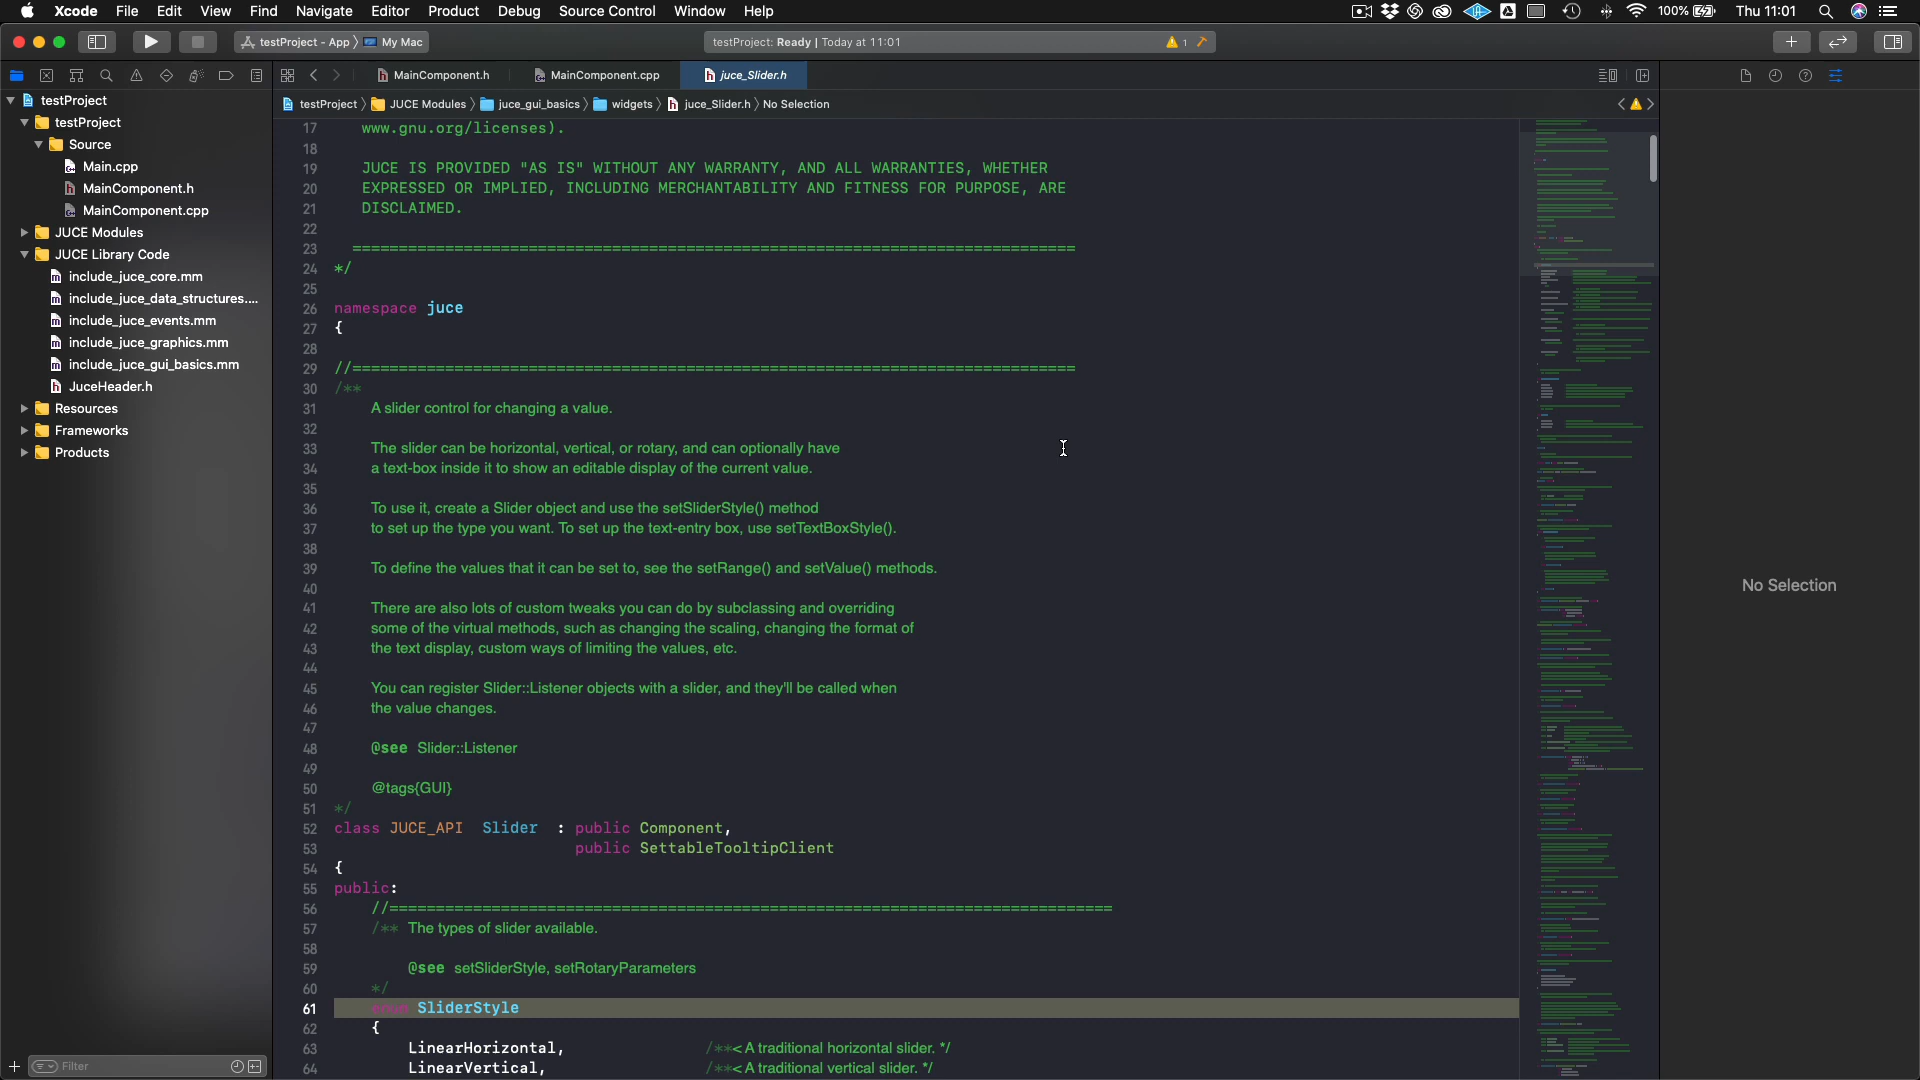 Xcode File Edit View Find Navigate Editor Product Debug Source Control Window Help 100% Thu 11:01
testProject - App 〉 My Mac
testProject: Ready | Today at 11:01
1
MainComponent.h
MainComponent.cpp
juce_Slider.h
testProject 〉 JUCE Modules 〉 juce_gui_basics 〉 widgets 〉 juce_Slider.h 〉 No Selection
testProject
testProject
Source
Main.cpp
MainComponent.h
MainComponent.cpp
JUCE Modules
JUCE Library Code
include_juce_core.mm
include_juce_data_structures....
include_juce_events.mm
include_juce_graphics.mm
include_juce_gui_basics.mm
JuceHeader.h
Resources
Frameworks
Products
Filter
17 www.gnu.org/licenses).
18
19 JUCE IS PROVIDED "AS IS" WITHOUT ANY WARRANTY, AND ALL WARRANTIES, WHETHER
20 EXPRESSED OR IMPLIED, INCLUDING MERCHANTABILITY AND FITNESS FOR PURPOSE, ARE
21 DISCLAIMED.
22
23 ==============================================================================
24 */
25
26 namespace juce
27 {
28
29 //==============================================================================
30 /**
31 A slider control for changing a value.
32
33 The slider can be horizontal, vertical, or rotary, and can optionally have
34 a text-box inside it to show an editable display of the current value.
35
36 To use it, create a Slider object and use the setSliderStyle() method
37 to set up the type you want. To set up the text-entry box, use setTextBoxStyle().
38
39 To define the values that it can be set to, see the setRange() and setValue() methods.
40
41 There are also lots of custom tweaks you can do by subclassing and overriding
42 some of the virtual methods, such as changing the scaling, changing the format of
43 the text display, custom ways of limiting the values, etc.
44
45 You can register Slider::Listener objects with a slider, and they'll be called when
46 the value changes.
47
48 @see Slider::Listener
49
50 @tags{GUI}
51 */
52 class JUCE_API Slider : public Component,
53 public SettableTooltipClient
54 {
55 public:
56 //==============================================================================
57 /** The types of slider available.
58
59 @see setSliderStyle, setRotaryParameters
60 */
61 enum SliderStyle
62 {
63 LinearHorizontal, /**< A traditional horizontal slider. */
64 LinearVertical, /**< A traditional vertical slider. */
No Selection